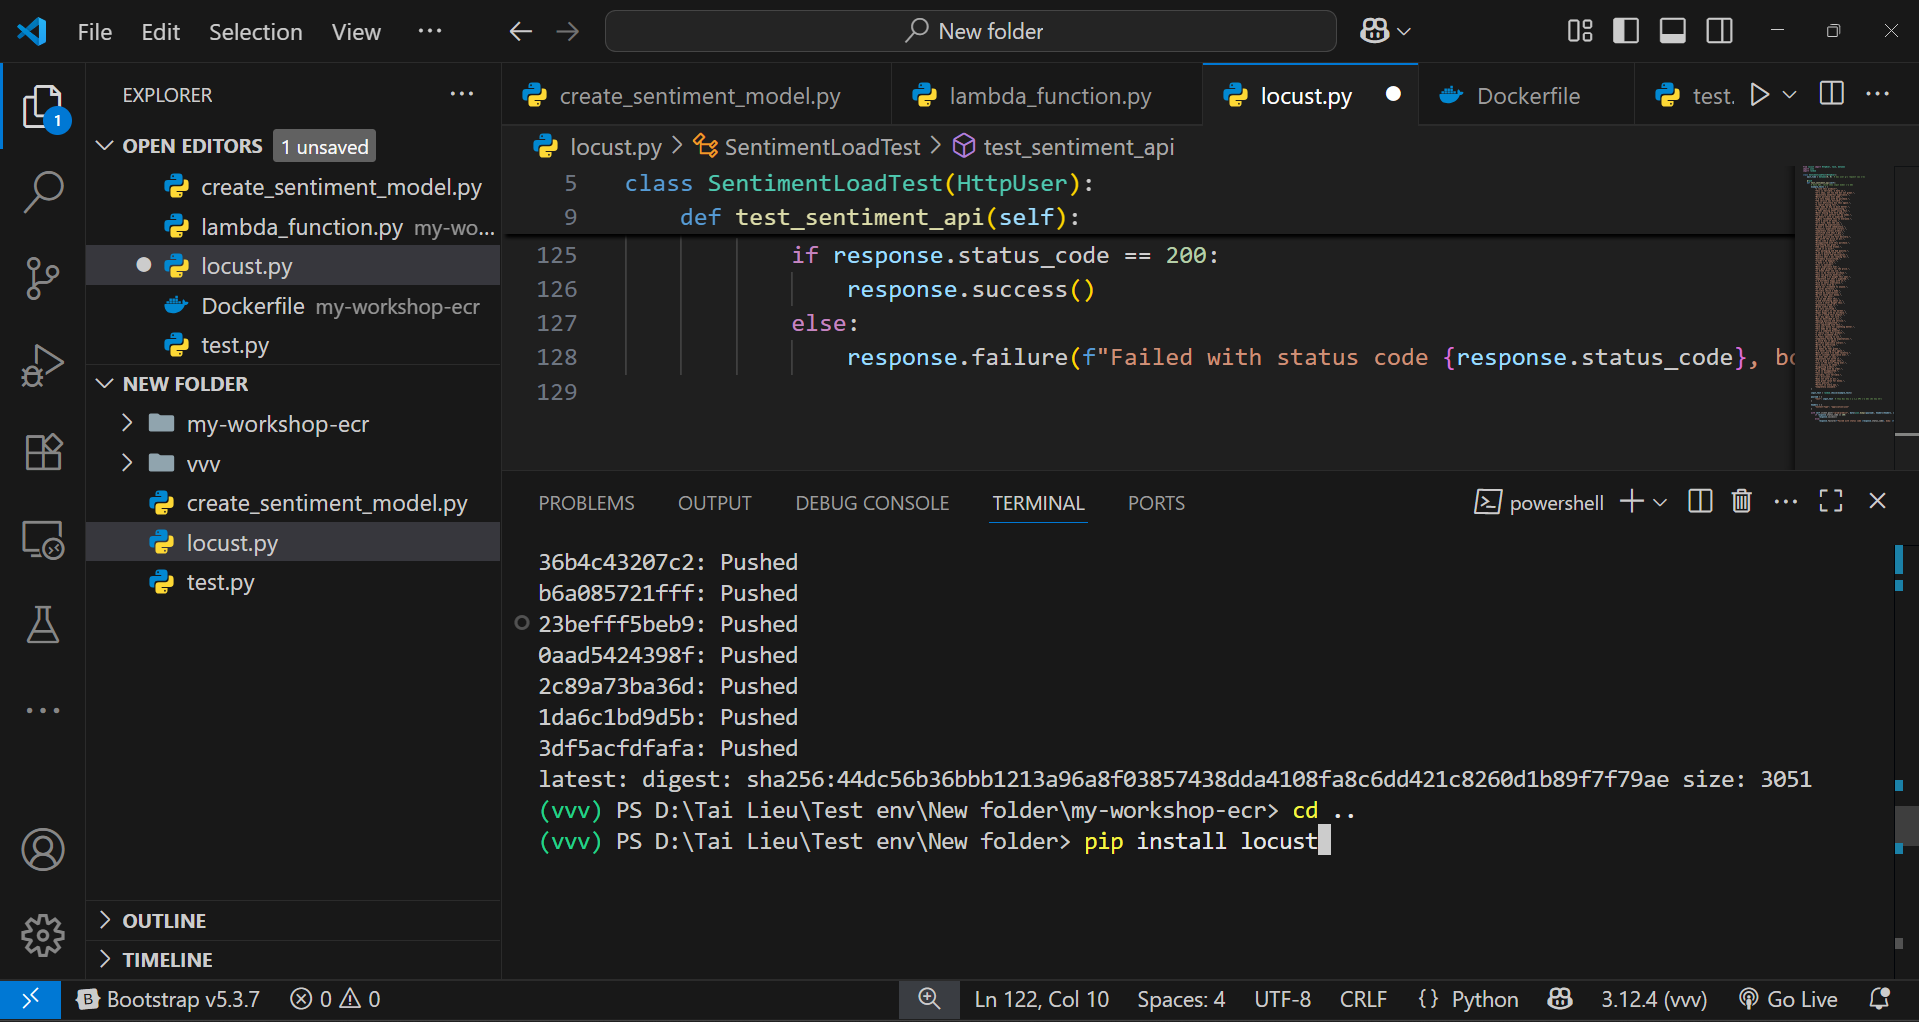 File Edit Selection View ··· New folder
EXPLORER ···
OPEN EDITORS 1 unsaved
create_sentiment_model.py
lambda_function.py my-wo...
locust.py
Dockerfile my-workshop-ecr
test.py
NEW FOLDER
my-workshop-ecr
vvv
create_sentiment_model.py
locust.py
test.py
OUTLINE
TIMELINE
1
create_sentiment_model.py lambda_function.py locust.py Dockerfile test.
locust.py > SentimentLoadTest > test_sentiment_api
5 class SentimentLoadTest(HttpUser):
9 def test_sentiment_api(self):
125 if response.status_code == 200:
126 response.success()
127 else:
128 response.failure(f"Failed with status code {response.status_code}, bo
129
PROBLEMS OUTPUT DEBUG CONSOLE TERMINAL PORTS powershell
36b4c43207c2: Pushed
b6a085721fff: Pushed
23befff5beb9: Pushed
0aad5424398f: Pushed
2c89a73ba36d: Pushed
1da6c1bd9d5b: Pushed
3df5acfdfafa: Pushed
latest: digest: sha256:44dc56b36bbb1213a96a8f03857438dda4108fa8c6dd421c8260d1b89f7f79ae size: 3051
(vvv) PS D:\Tai Lieu\Test env\New folder\my-workshop-ecr> cd ..
(vvv) PS D:\Tai Lieu\Test env\New folder> pip install locust
B Bootstrap v5.3.7 0 0 Ln 122, Col 10 Spaces: 4 UTF-8 CRLF {} Python 3.12.4 (vvv) Go Live